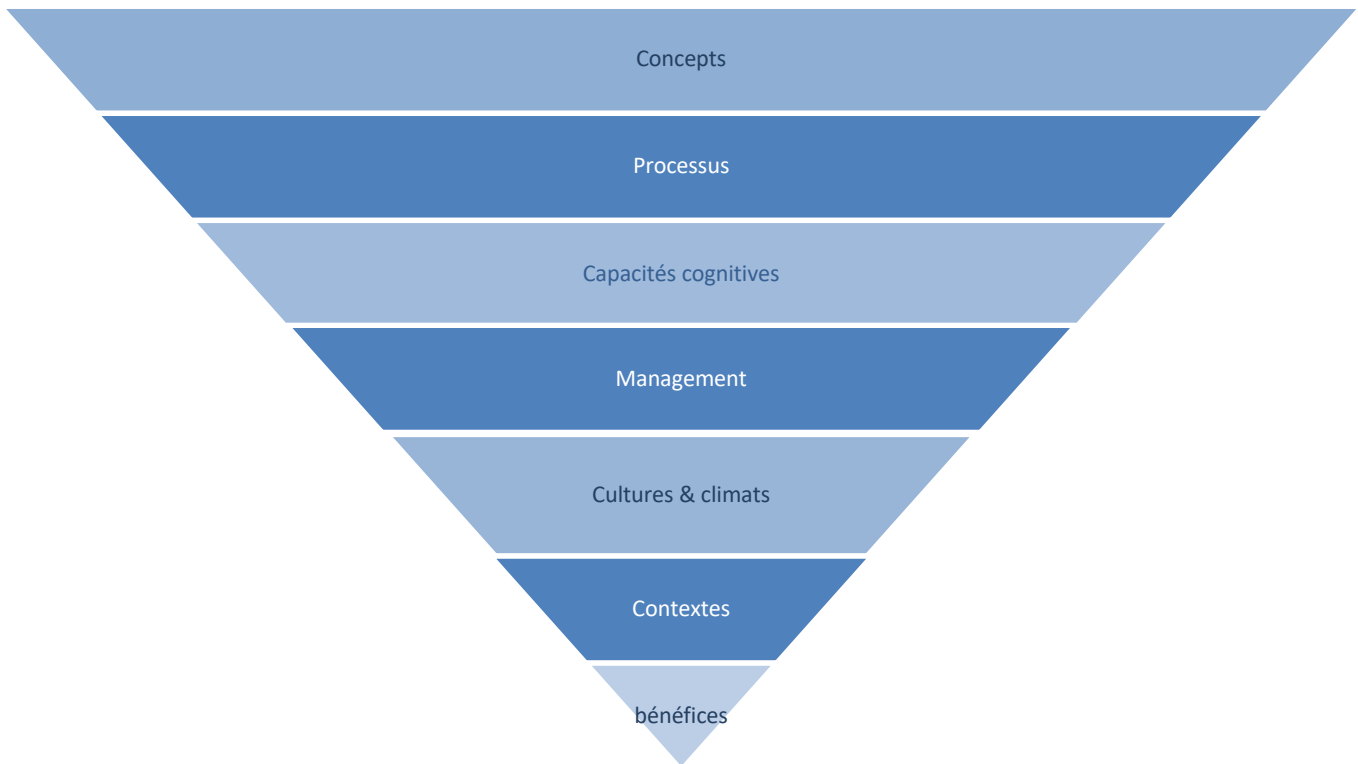 Concepts
Processus
Capacités cognitives
Management
Cultures & climats
Contextes
bénéfices